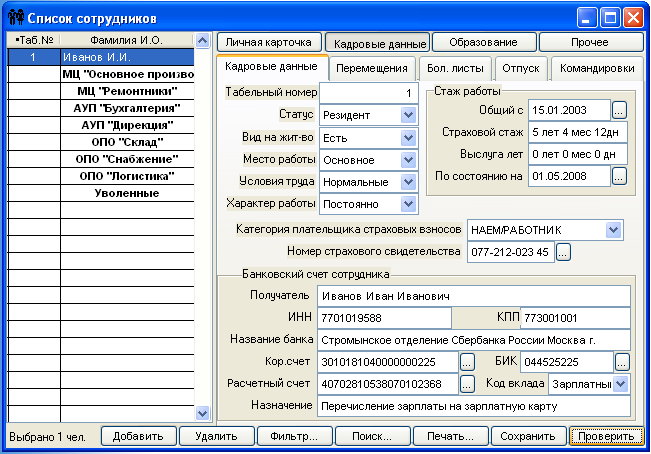 Список сотрудников
•Таб.№ Фамилия И.О.
1 Иванов И.И.
МЦ "Основное произво
МЦ "Ремонтники"
АУП "Бухгалтерия"
АУП "Дирекция"
ОПО "Склад"
ОПО "Снабжение"
ОПО "Логистика"
Уволенные
Личная карточка Кадровые данные Образование Прочее
Кадровые данные Перемещения Бол. листы Отпуск Командировки
Табельный номер 1
Статус Резидент
Вид на жит-во Есть
Место работы Основное
Условия труда Нормальные
Характер работы Постоянно
Стаж работы
Общий с 15.01.2003 ...
Страховой стаж 5 лет 4 мес 12дн
Выслуга лет 0 лет 0 мес 0 дн
По состоянию на 01.05.2008 ...
Категория плательщика страховых взносов НАЕМ/РАБОТНИК
Номер страхового свидетельства 077-212-023 45 ...
Банковский счет сотрудника
Получатель Иванов Иван Иванович
ИНН 7701019588 КПП 773001001
Название банка Стромынское отделение Сбербанка России Москва г.
Кор.счет 3010181040000000225 ... БИК 044525225 ...
Расчетный счет 40702810538070102368 ... Код вклада Зарплатный
Назначение Перечисление зарплаты на зарплатную карту
Выбрано 1 чел. Добавить Удалить Фильтр... Поиск... Печать... Сохранить Проверить